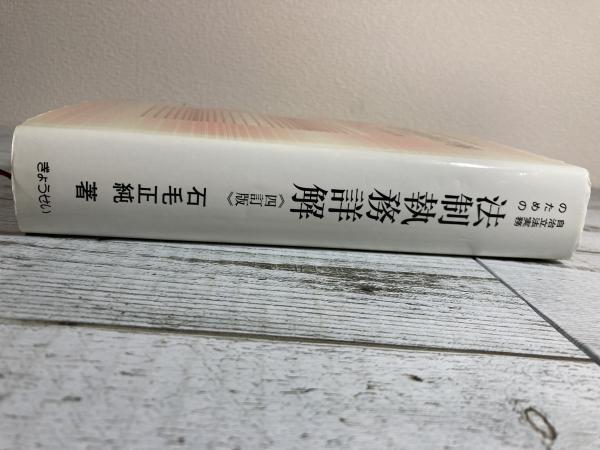 自治立法実務
のための
法制執務詳解
《四訂版》
石毛正純 著
ぎょうせい